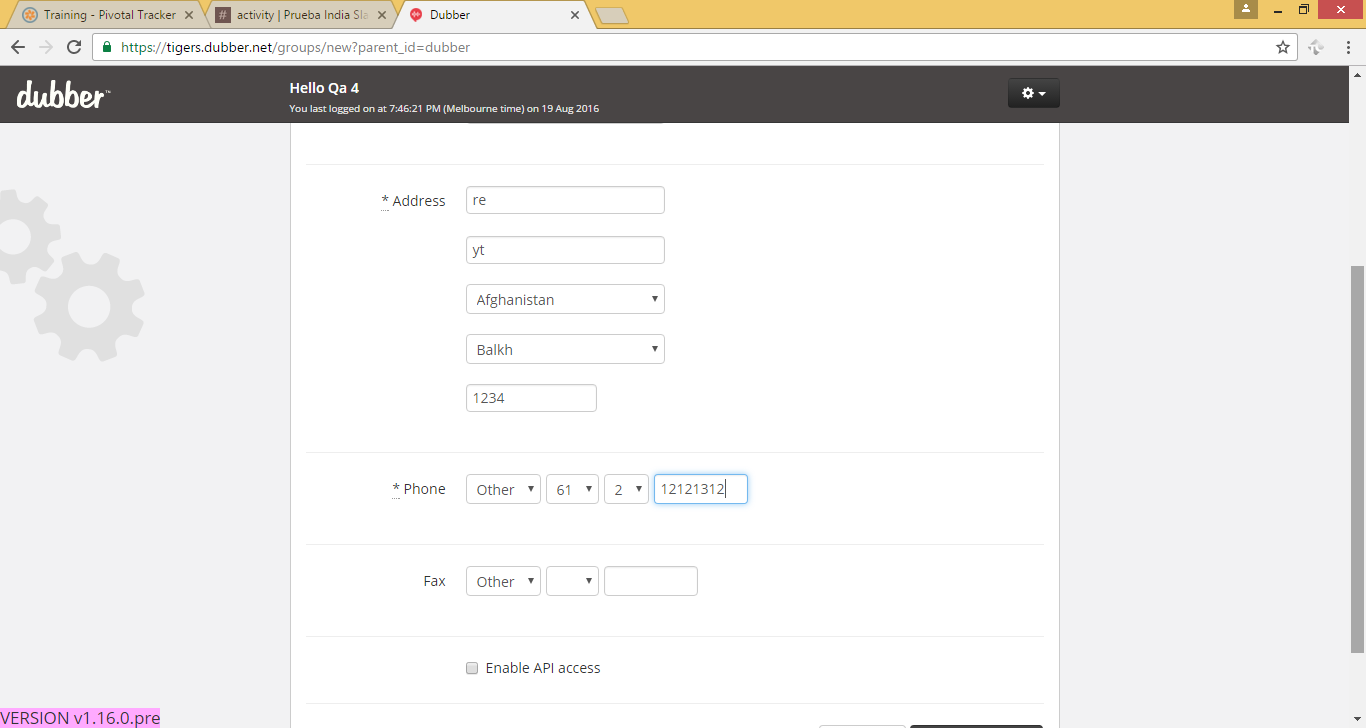 Training - Pivotal Tracker
activity | Prueba India Sla
Dubber
https://tigers.dubber.net/groups/new?parent_id=dubber
dubber™
Hello Qa 4
You last logged on at 7:46:21 PM (Melbourne time) on 19 Aug 2016
* Address
re
yt
Afghanistan
Balkh
1234
* Phone Other 61 2 12121312
Fax Other
Enable API access
VERSION v1.16.0.pre